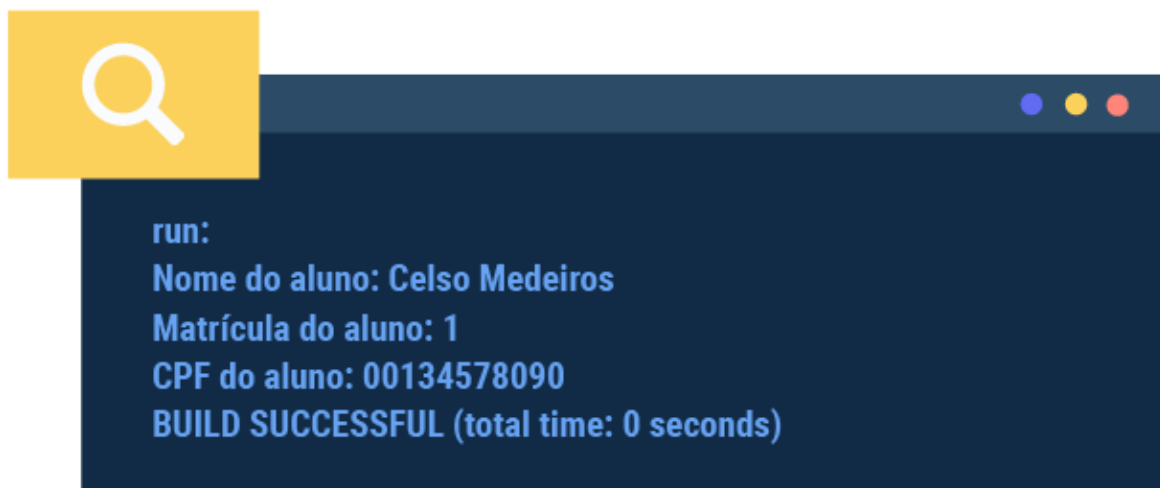 run:
Nome do aluno: Celso Medeiros
Matrícula do aluno: 1
CPF do aluno: 00134578090
BUILD SUCCESSFUL (total time: 0 seconds)